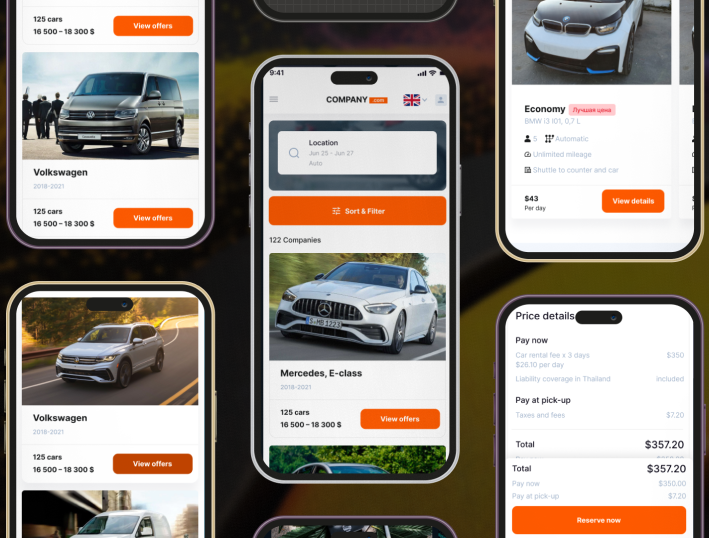 125 cars
16 500 – 18 300 $
View offers
Volkswagen
2018-2021
125 cars
16 500 – 18 300 $
View offers
Volkswagen
2018-2021
125 cars
16 500 – 18 300 $
View offers
9:41
COMPANY .com
Location
Jun 25 - Jun 27
Auto
Sort & Filter
122 Companies
S·MB 1223
Mercedes, E-class
2018-2021
125 cars
16 500 – 18 300 $
View offers
Economy Лучшая цена
BMW i3 I01, 0,7 L
5 Automatic
Unlimited mileage
Shuttle to counter and car
$43
Per day
View details
Price details
Pay now
Car rental fee x 3 days $350
$26.10 per day
Liability coverage in Thailand included
Pay at pick-up
Taxes and fees $7.20
Total $357.20
Total $357.20
Pay now $350.00
Pay at pick-up $7.20
Reserve now